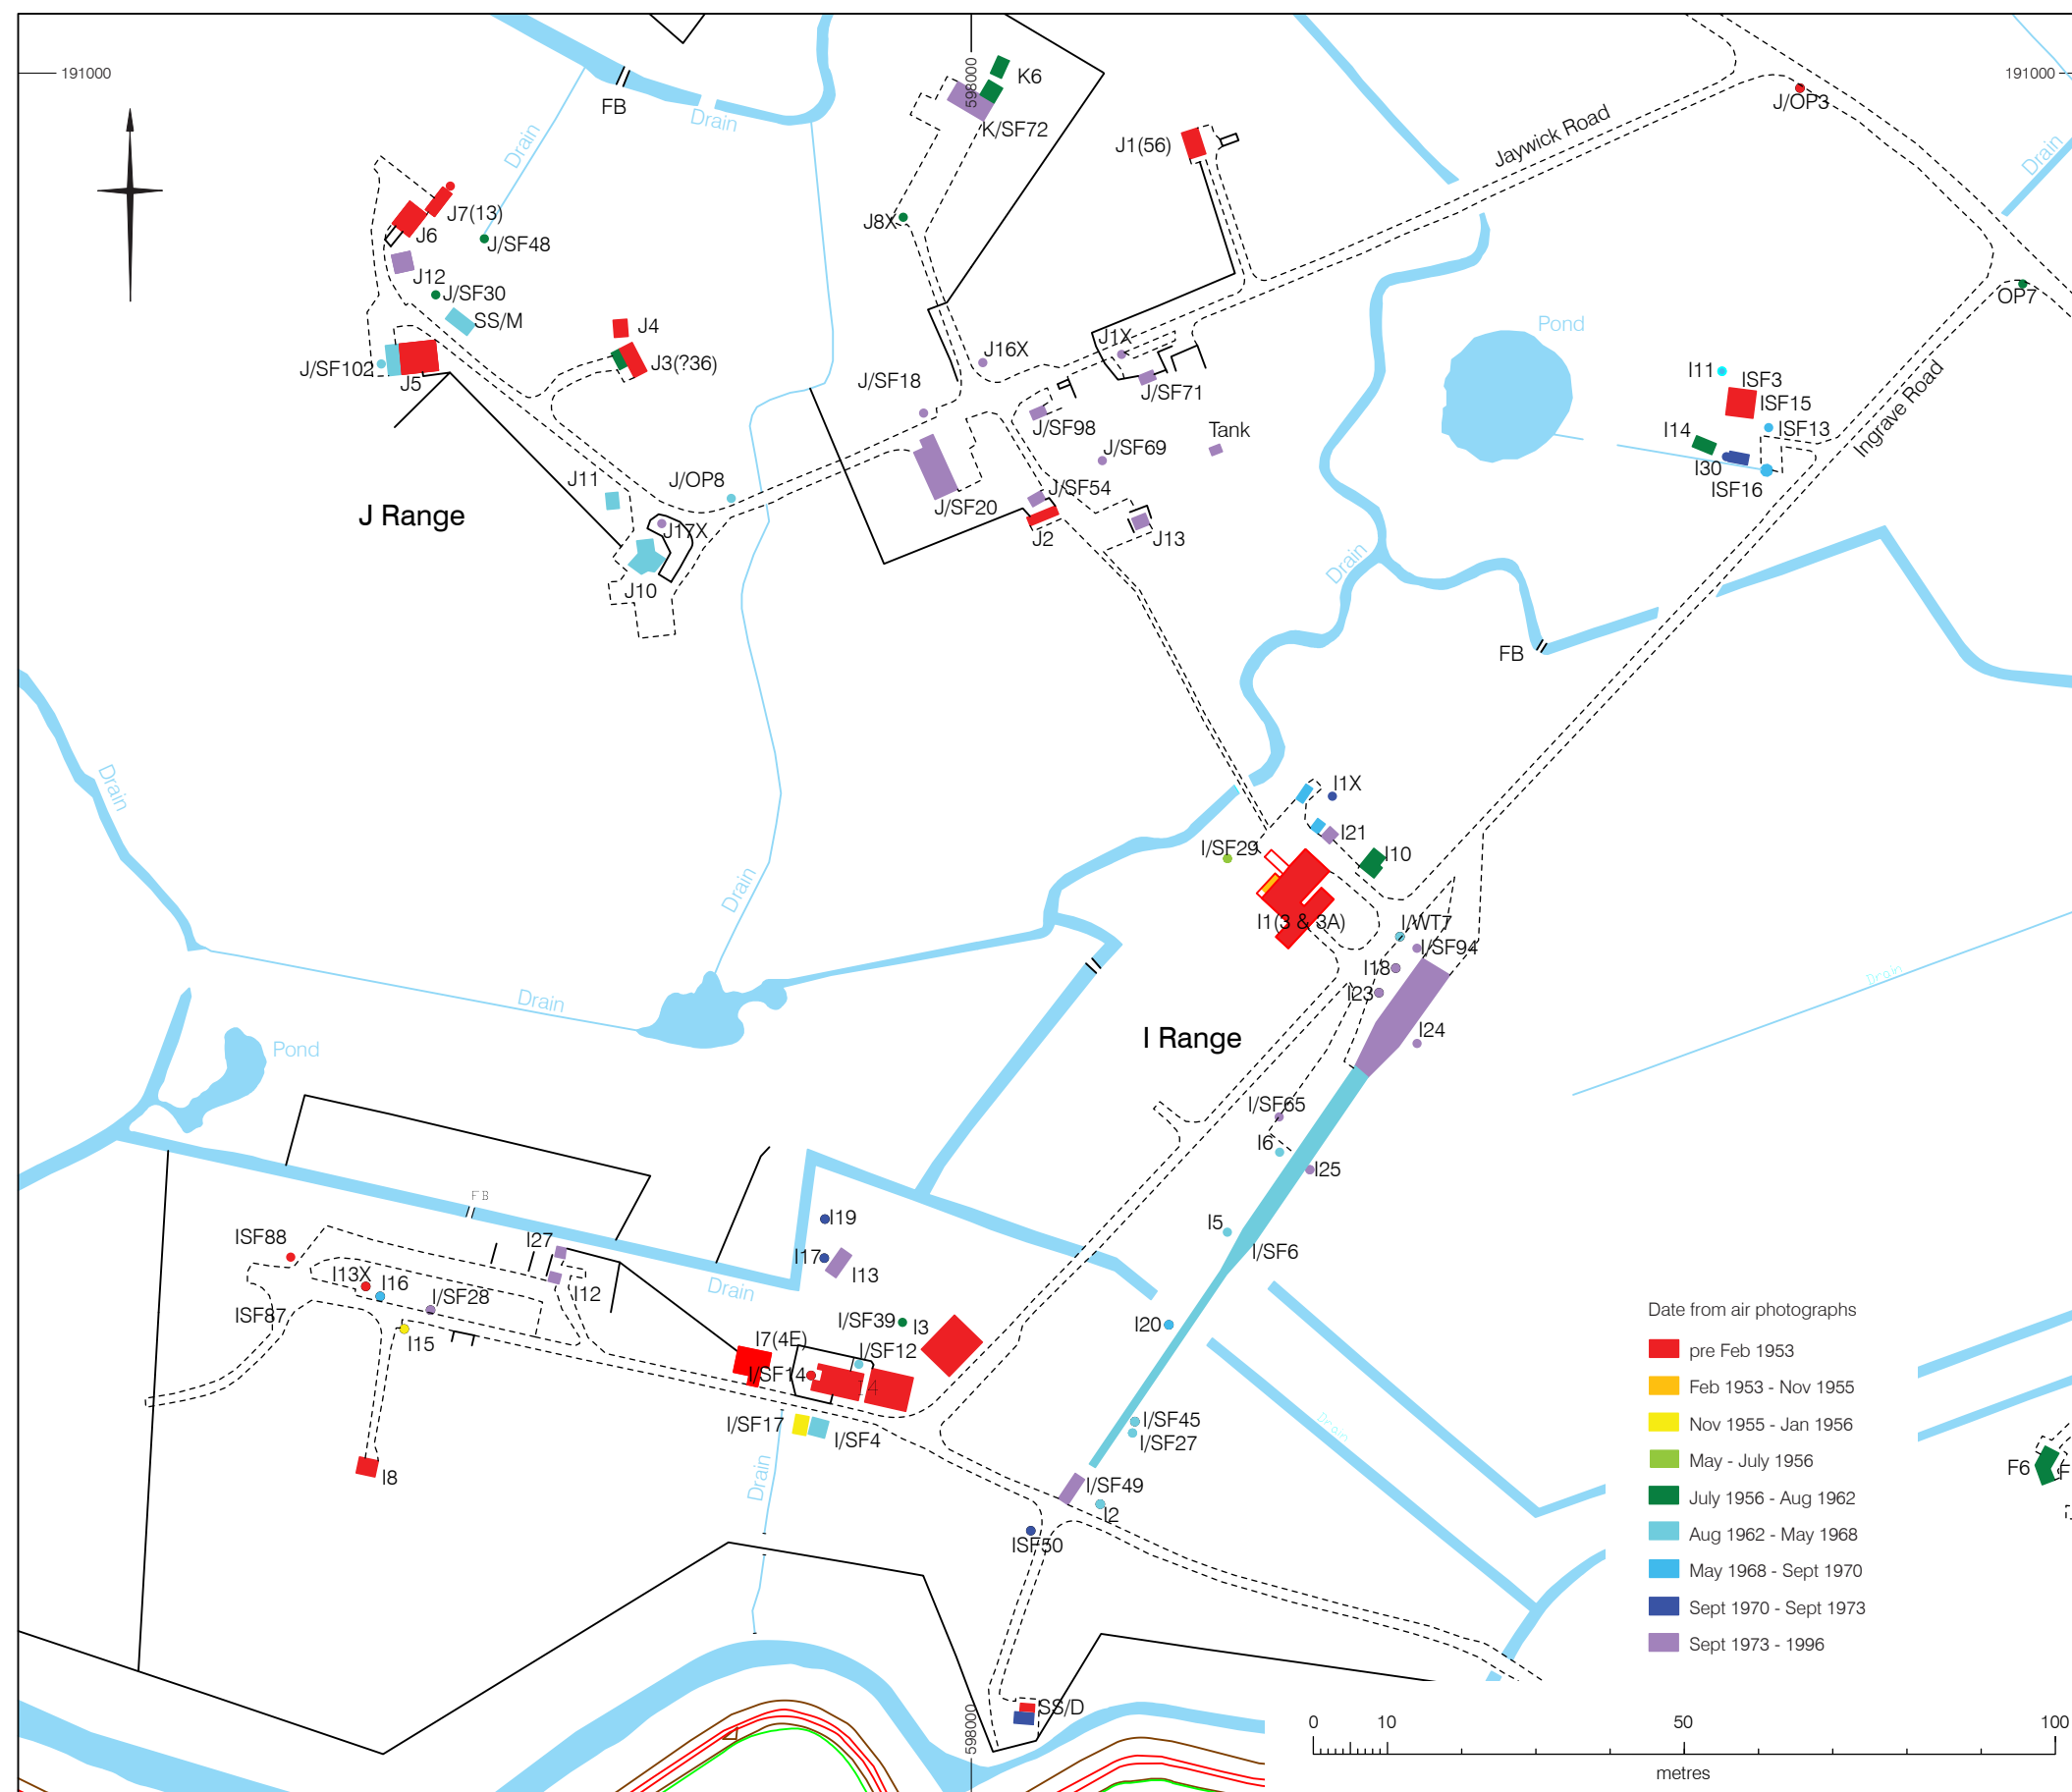 191000
191000
598000
FB
Drain
Drain
K6
K/SF72
J1(56)
Jaywick Road
J/OP3
Drain
J7(13)
J6
J/SF48
J8X
J12
J/SF30
SS/M
J4
J3(?36)
J/SF102
J5
J16X
J1X
J/SF18
J/SF71
J/SF98
J/SF69
Tank
Pond
OP7
I11
ISF3
ISF15
ISF13
I14
I30
ISF16
Ingrave Road
J11
J Range
J/OP8
J17X
J10
J/SF20
J/SF54
J2
J13
Drain
FB
Drain
I1X
I21
I/SF29
I10
I1(3 & 3A)
I/WT7
I/SF94
I18
I23
I24
Drain
Drain
Drain
I Range
Pond
I/SF65
I6
I25
FB
I19
I5
I/SF6
ISF88
I27
I17
I13
I13X
I16
I/SF28
I12
Drain
ISF87
I15
I/SF39
I3
I20
I7(4E)
I/SF12
I/SF14
I4
I/SF17
I/SF4
I/SF45
I/SF27
Drain
I8
Drain
I/SF49
I2
ISF50
F6
F
SS/D
598000
Date from air photographs
pre Feb 1953
Feb 1953 - Nov 1955
Nov 1955 - Jan 1956
May - July 1956
July 1956 - Aug 1962
Aug 1962 - May 1968
May 1968 - Sept 1970
Sept 1970 - Sept 1973
Sept 1973 - 1996
0 10 50 100
metres